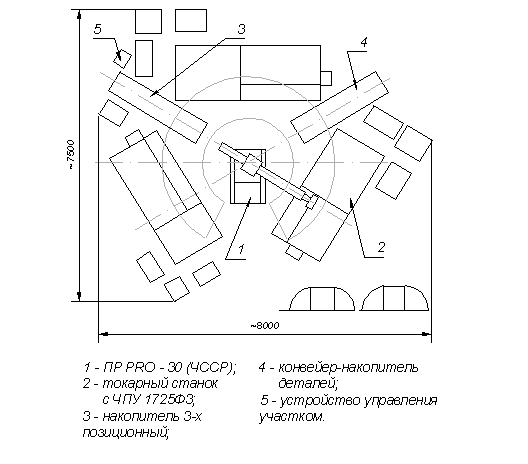 5
3
4
~7500
1
2
~8000
1 - ПР PRO - 30 (ЧССР);
2 - токарный станок
с ЧПУ 1725Ф3;
3 - накопитель 3-х
позиционный;
4 - конвейер-накопитель
деталей;
5 - устройство управления
участком.